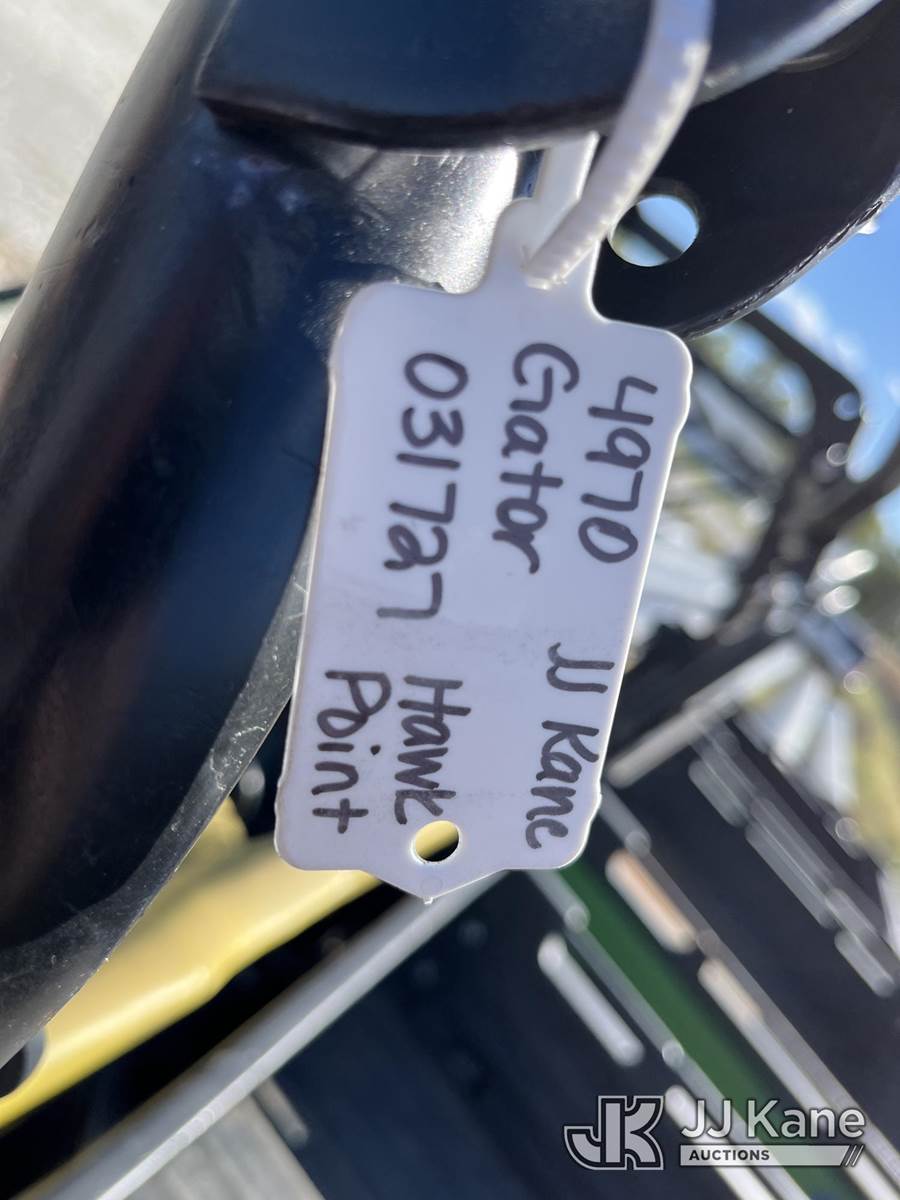 4970 JJ Kane
Gator
031727 Hawk
Point
JK JJ Kane
AUCTIONS